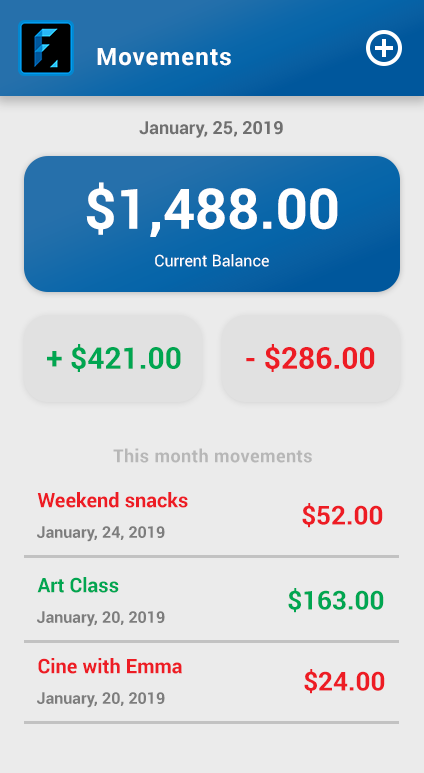 Movements
January, 25, 2019
$1,488.00
Current Balance
+ $421.00
- $286.00
This month movements
Weekend snacks
$52.00
January, 24, 2019
Art Class
$163.00
January, 20, 2019
Cine with Emma
$24.00
January, 20, 2019